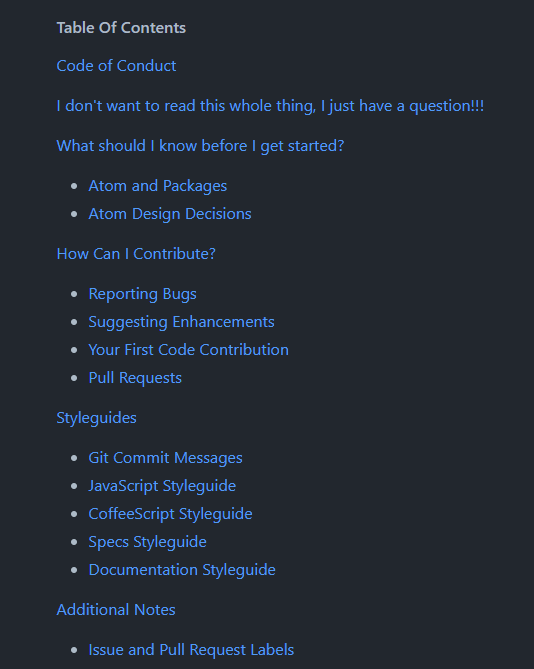 Table Of Contents
Code of Conduct
I don't want to read this whole thing, I just have a question!!!
What should I know before I get started?
Atom and Packages
Atom Design Decisions
How Can I Contribute?
Reporting Bugs
Suggesting Enhancements
Your First Code Contribution
Pull Requests
Styleguides
Git Commit Messages
JavaScript Styleguide
CoffeeScript Styleguide
Specs Styleguide
Documentation Styleguide
Additional Notes
Issue and Pull Request Labels